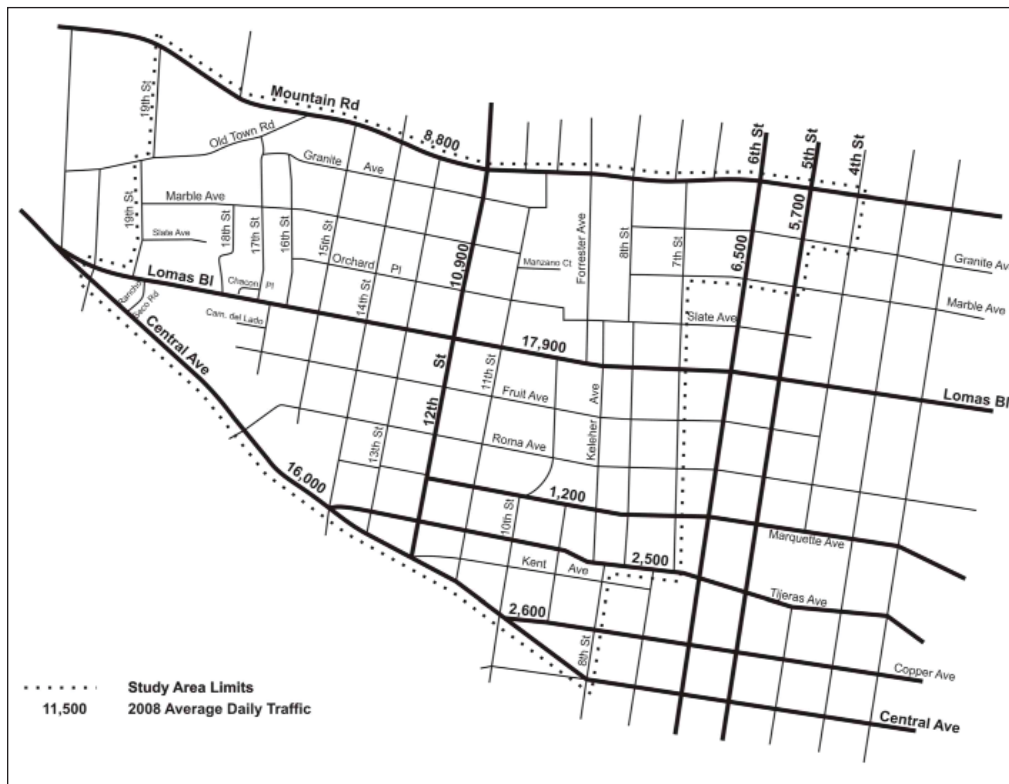 Mountain Rd
8,800
19th St
Old Town Rd
Granite Ave
6th St
5th St
4th St
19th St
Marble Ave
Slate Ave
18th St
17th St
16th St
15th St
Orchard Pl
14th St
10,900
Manzano Ct
Forrester Ave
8th St
7th St
6,500
5,700
Granite Ave
Marble Ave
Lomas Bl
Chacon Pl
Rancho Seco Rd
Cam. del Lado
Slate Ave
17,900
Central Ave
12th St
11th St
Fruit Ave
Keleher Ave
Lomas Bl
13th St
Roma Ave
16,000
1,200
10th St
Marquette Ave
Kent Ave
2,500
Tijeras Ave
2,600
8th St
Copper Ave
Central Ave
Study Area Limits
11,500 2008 Average Daily Traffic